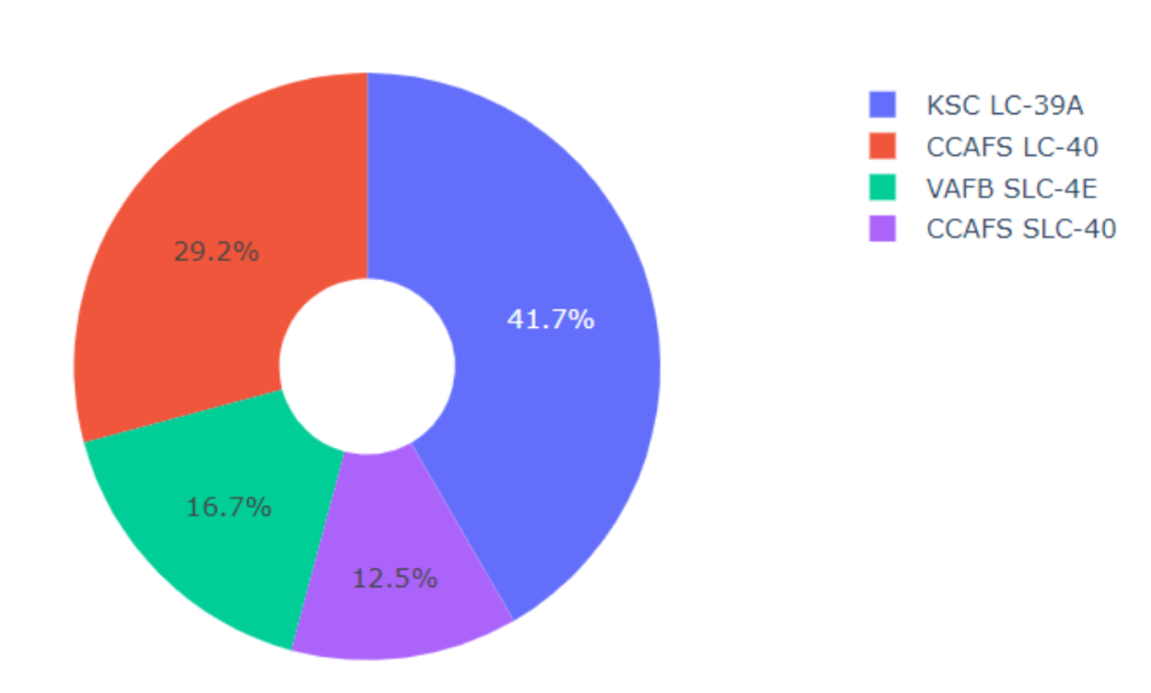 KSC LC-39A
CCAFS LC-40
VAFB SLC-4E
CCAFS SLC-40
29.2%
41.7%
16.7%
12.5%